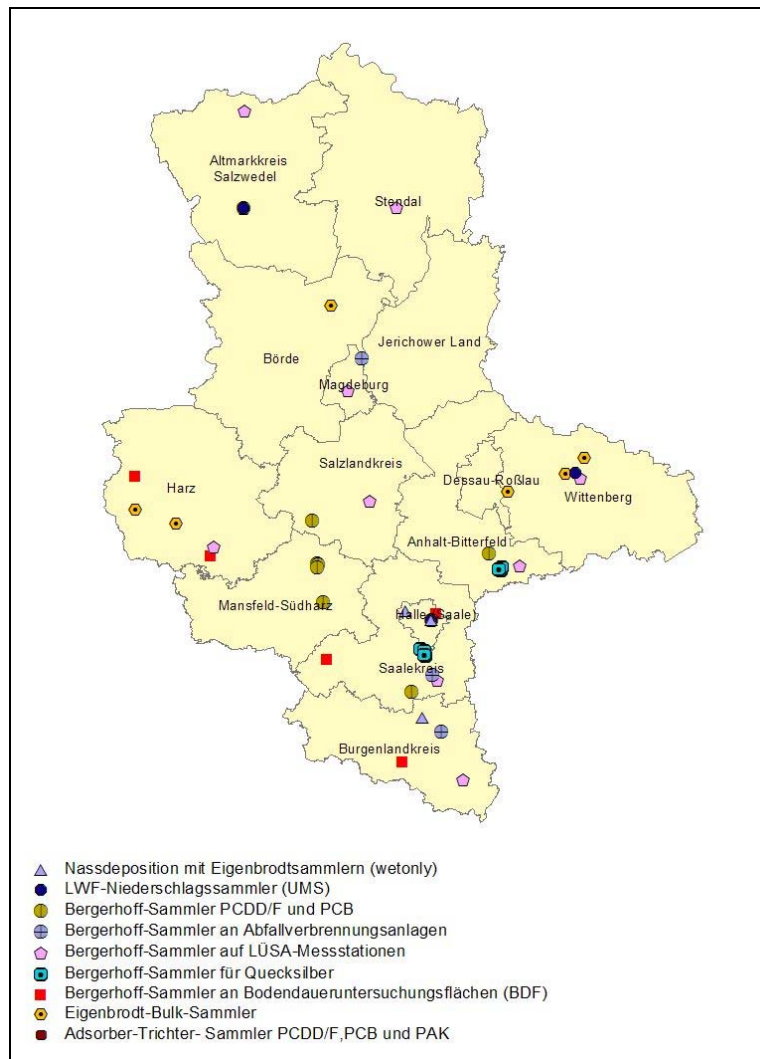 Altmarkkreis
Salzwedel
Stendal
Jerichower Land
Börde
Magdeburg
Salzlandkreis
Harz
Dessau-Roßlau
Wittenberg
Anhalt-Bitterfeld
Mansfeld-Südharz
Halle (Saale)
Saalekreis
Burgenlandkreis
Nassdeposition mit Eigenbrodtsammlern (wetonly)
LWF-Niederschlagssammler (UMS)
Bergerhoff-Sammler PCDD/F und PCB
Bergerhoff-Sammler an Abfallverbrennungsanlagen
Bergerhoff-Sammler auf LÜSA-Messstationen
Bergerhoff-Sammler für Quecksilber
Bergerhoff-Sammler an Bodendaueruntersuchungsflächen (BDF)
Eigenbrodt-Bulk-Sammler
Adsorber-Trichter- Sammler PCDD/F,PCB und PAK